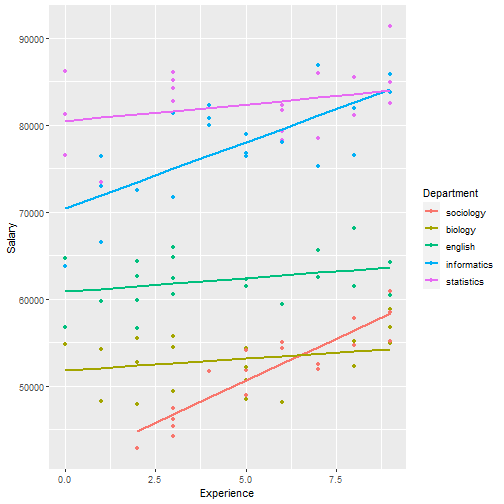 90000
80000
70000
60000
50000
Salary
0.0 2.5 5.0 7.5
Experience
Department
sociology
biology
english
informatics
statistics